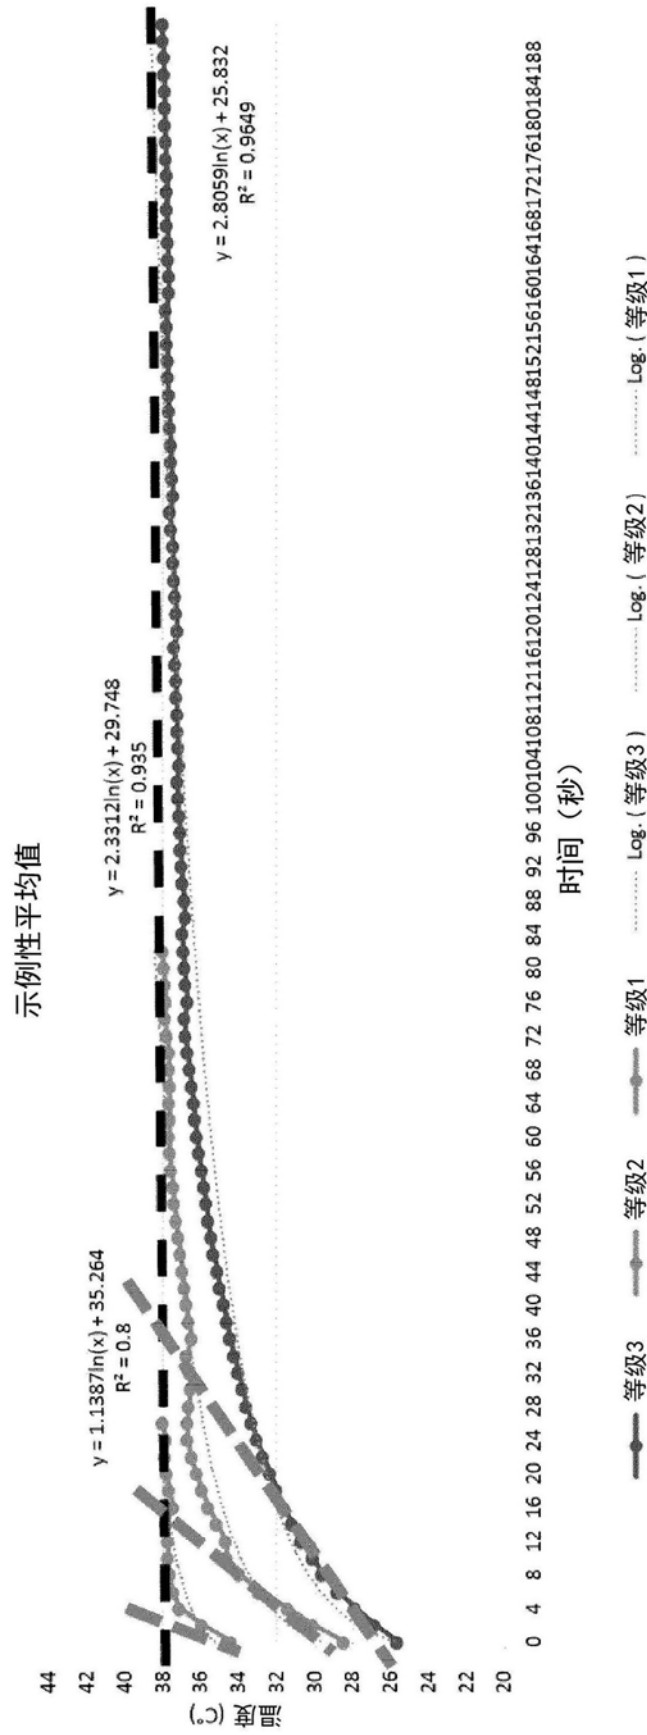 示例性平均值
44
42
40
38
36
34
32
30
28
26
24
22
20
温度 (C°)
y = 1.1387ln(x) + 35.264
R² = 0.8
y = 2.3312ln(x) + 29.748
R² = 0.935
y = 2.8059ln(x) + 25.832
R² = 0.9649
0 4 8 12 16 20 24 28 32 36 40 44 48 52 56 60 64 68 72 76 80 84 88 92 96 100104108112116120124128132136140144148152156160164168172176180184188
时间（秒）
等级3 等级2 等级1 Log. ( 等级3 ) Log. ( 等级2) Log. ( 等级1 )